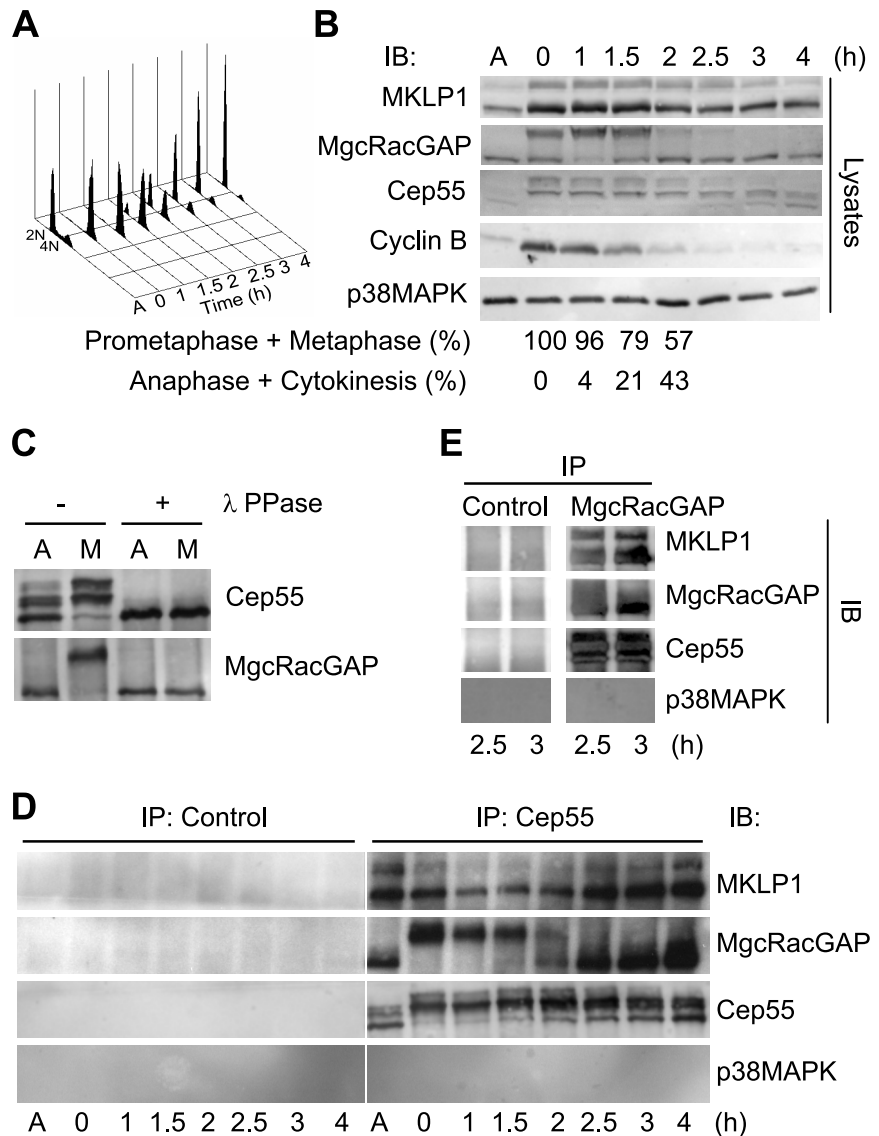 A
2N
4N
A 0 1 1.5 2 2.5 3 4
Time (h)
B
IB: A 0 1 1.5 2 2.5 3 4 (h)
MKLP1
MgcRacGAP
Cep55
Cyclin B
p38MAPK
Lysates
Prometaphase + Metaphase (%) 100 96 79 57
Anaphase + Cytokinesis (%) 0 4 21 43
C
- + λ PPase
A M A M
Cep55
MgcRacGAP
E
IP
Control MgcRacGAP
MKLP1
MgcRacGAP
Cep55
p38MAPK
IB
2.5 3 2.5 3 (h)
D
IP: Control IP: Cep55 IB:
MKLP1
MgcRacGAP
Cep55
p38MAPK
A 0 1 1.5 2 2.5 3 4 A 0 1 1.5 2 2.5 3 4 (h)